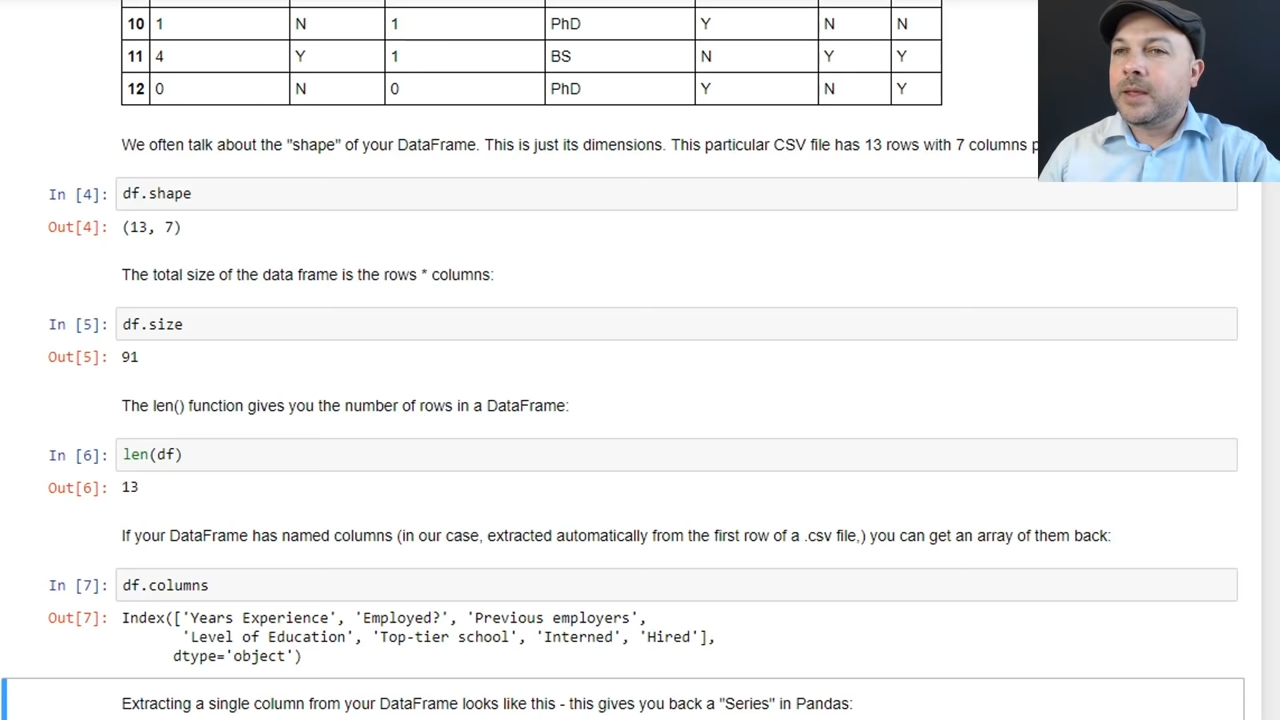 10 1 N 1 PhD Y N N
11 4 Y 1 BS N Y Y
12 0 N 0 PhD Y N Y
We often talk about the "shape" of your DataFrame. This is just its dimensions. This particular CSV file has 13 rows with 7 columns
In [4]: df.shape
Out[4]: (13, 7)
The total size of the data frame is the rows * columns:
In [5]: df.size
Out[5]: 91
The len() function gives you the number of rows in a DataFrame:
In [6]: len(df)
Out[6]: 13
If your DataFrame has named columns (in our case, extracted automatically from the first row of a .csv file,) you can get an array of them back:
In [7]: df.columns
Out[7]: Index(['Years Experience', 'Employed?', 'Previous employers',
'Level of Education', 'Top-tier school', 'Interned', 'Hired'],
dtype='object')
Extracting a single column from your DataFrame looks like this - this gives you back a "Series" in Pandas: